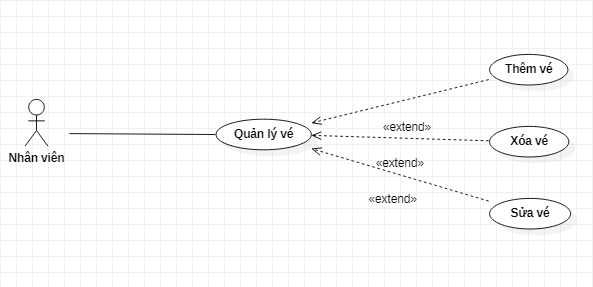 Thêm vé
«extend»
Nhân viên
Quản lý vé
Xóa vé
«extend»
«extend»
Sửa vé